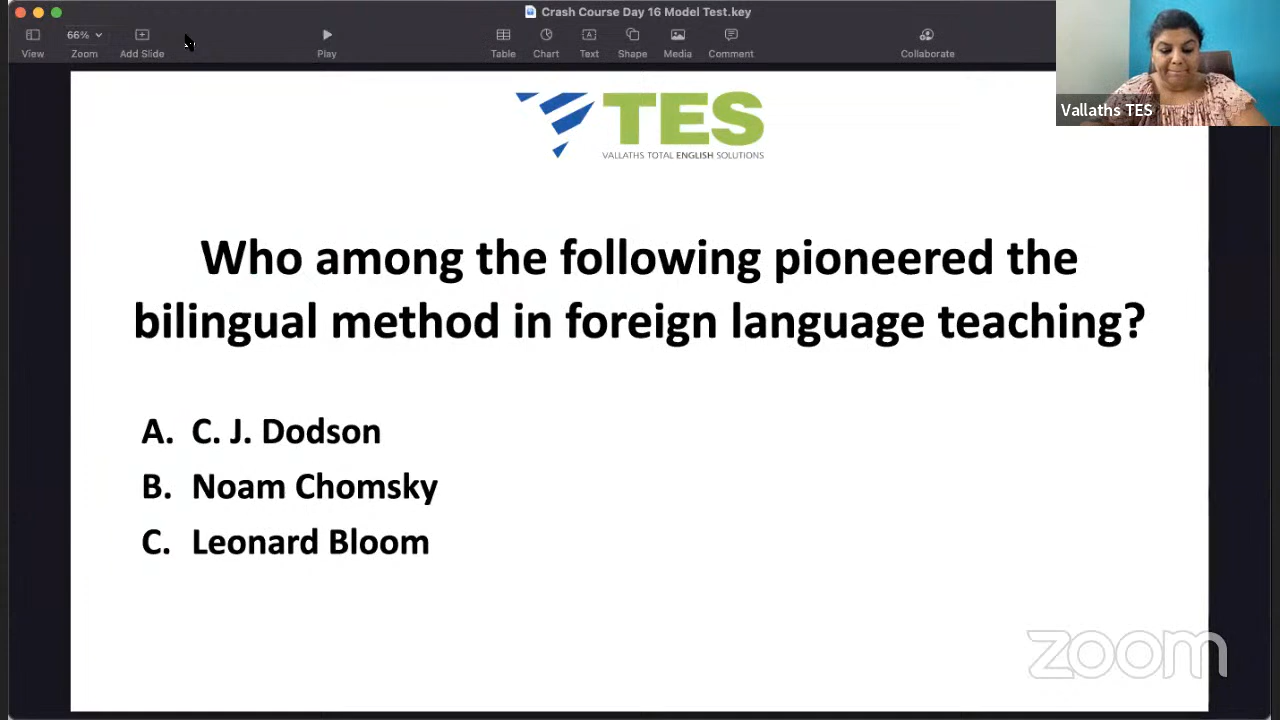 Crash Course Day 16 Model Test.key
66%
View
Zoom
Add Slide
Play
Table
Chart
Text
Shape
Media
Comment
Collaborate
Vallaths TES
TES
VALLATHS TOTAL ENGLISH SOLUTIONS
Who among the following pioneered the
bilingual method in foreign language teaching?
A. C. J. Dodson
B. Noam Chomsky
C. Leonard Bloom
zoom